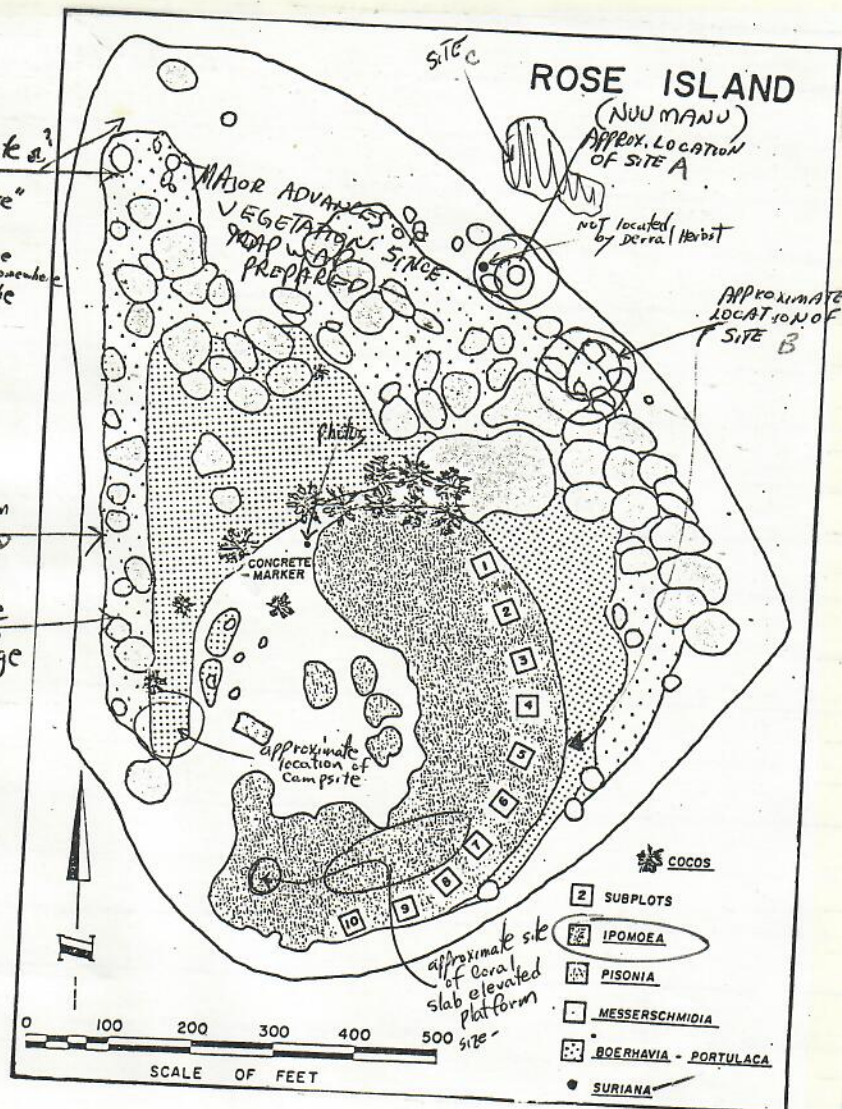 ROSE ISLAND
(NUUMANU)
SITE C
APPROX. LOCATION
OF SITE A
NOT located
by Derral Herbst
MAJOR ADVANCES
VEGETATION SINCE
MAP WAS
PREPARED
APPROXIMATE
LOCATION OF
SITE B
somewhere
Photos
CONCRETE
MARKER
approximate
location of
campsite
1
2
3
4
5
6
7
8
9
10
approximate site
of coral
slab elevated
platform
size-
COCOS
2 SUBPLOTS
IPOMOEA
PISONIA
MESSERSCHMIDIA
BOERHAVIA - PORTULACA
SURIANA
0 100 200 300 400 500
SCALE OF FEET